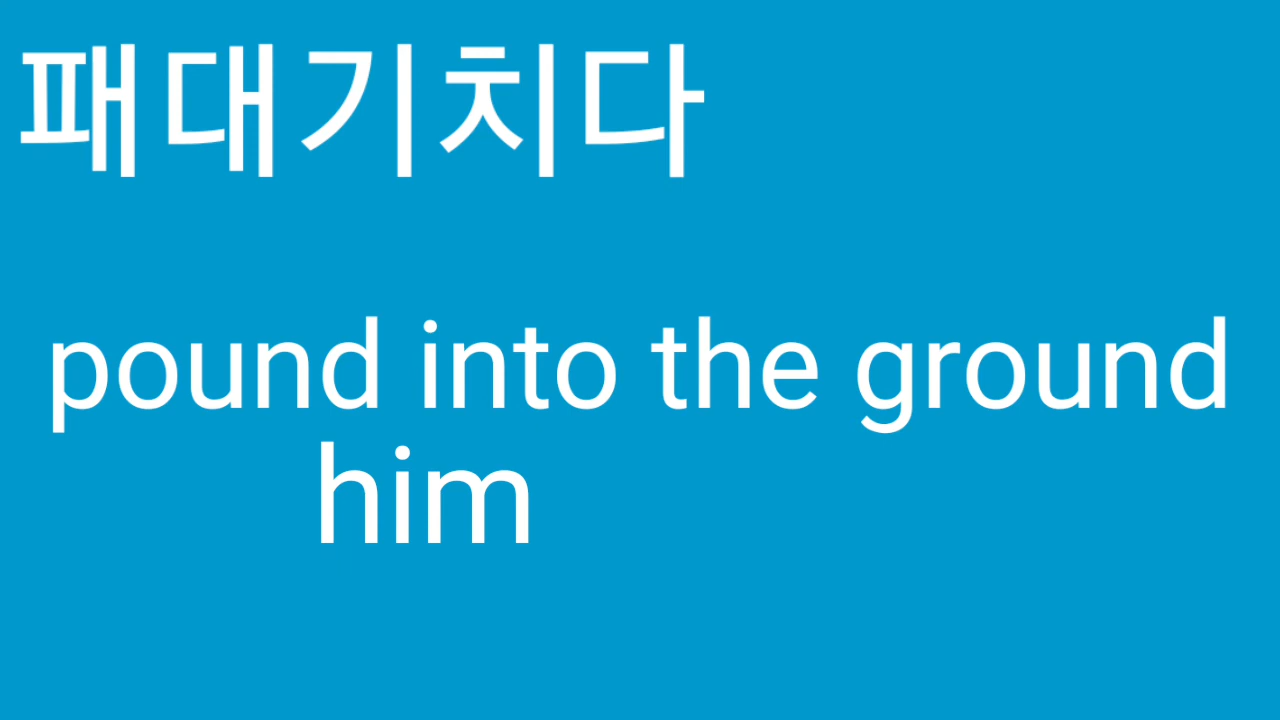 패대기치다
pound into the ground
him